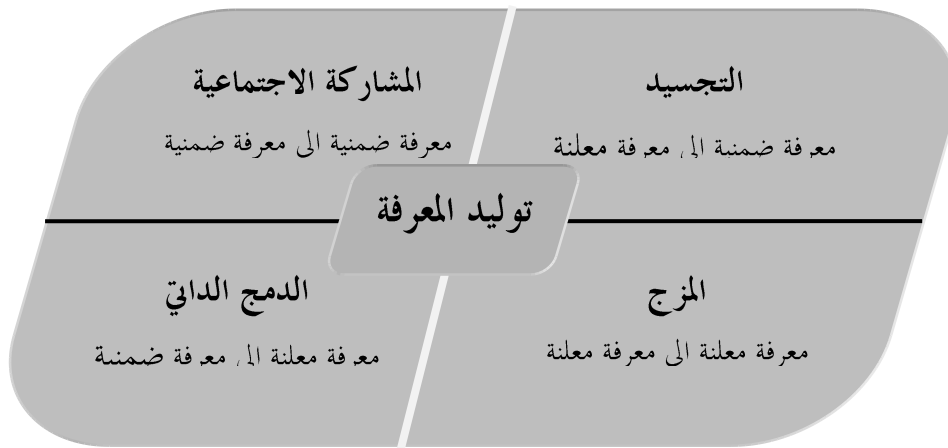 التجسيد
معرفة ضمنية الى معرفة معلنة
المشاركة الاجتماعية
معرفة ضمنية الى معرفة ضمنية
توليد المعرفة
المزج
معرفة معلنة الى معرفة معلنة
الدمج الداتي
معرفة معلنة الى معرفة ضمنية